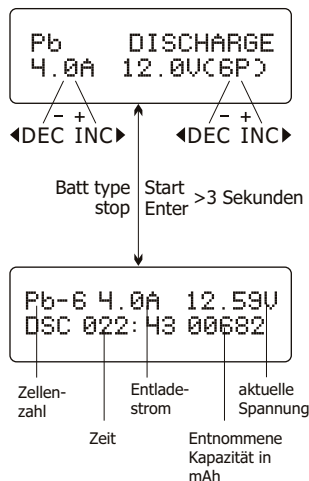 Pb DISCHARGE
4.0A 12.0V(6P)
- + - +
◀DEC INC▶ ◀DEC INC▶
Batt type Start >3 Sekunden
stop Enter
Pb-6 4.0A 12.59V
DSC 022:43 00682
Zellen- Entlade- aktuelle
zahl strom Spannung
Zeit Entnommene
Kapazität in
mAh